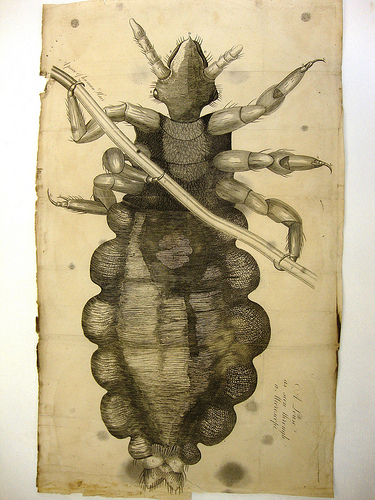 A Louse
as seen through
a Microscope